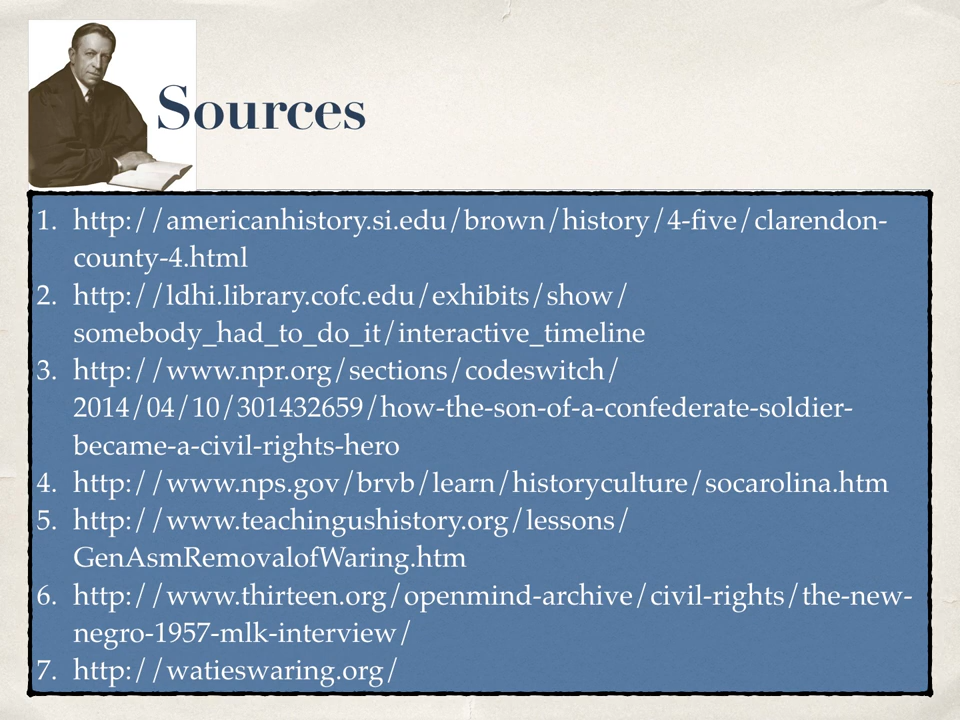 Sources
1. http://americanhistory.si.edu/brown/history/4-five/clarendon-
county-4.html
2. http://ldhi.library.cofc.edu/exhibits/show/
somebody_had_to_do_it/interactive_timeline
3. http://www.npr.org/sections/codeswitch/
2014/04/10/301432659/how-the-son-of-a-confederate-soldier-
became-a-civil-rights-hero
4. http://www.nps.gov/brvb/learn/historyculture/socarolina.htm
5. http://www.teachingushistory.org/lessons/
GenAsmRemovalofWaring.htm
6. http://www.thirteen.org/openmind-archive/civil-rights/the-new-
negro-1957-mlk-interview/
7. http://watieswaring.org/